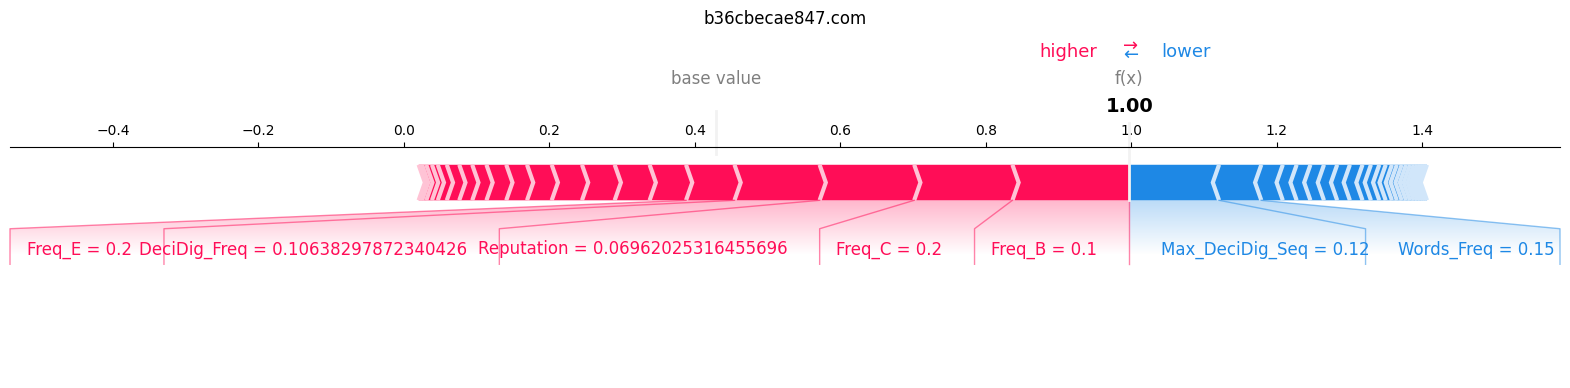 b36cbecae847.com
higher ⇄ lower
base value f(x)
1.00
−0.4 −0.2 0.0 0.2 0.4 0.6 0.8 1.0 1.2 1.4
Freq_E = 0.2 DeciDig_Freq = 0.10638297872340426 Reputation = 0.06962025316455696 Freq_C = 0.2 Freq_B = 0.1 Max_DeciDig_Seq = 0.12 Words_Freq = 0.15